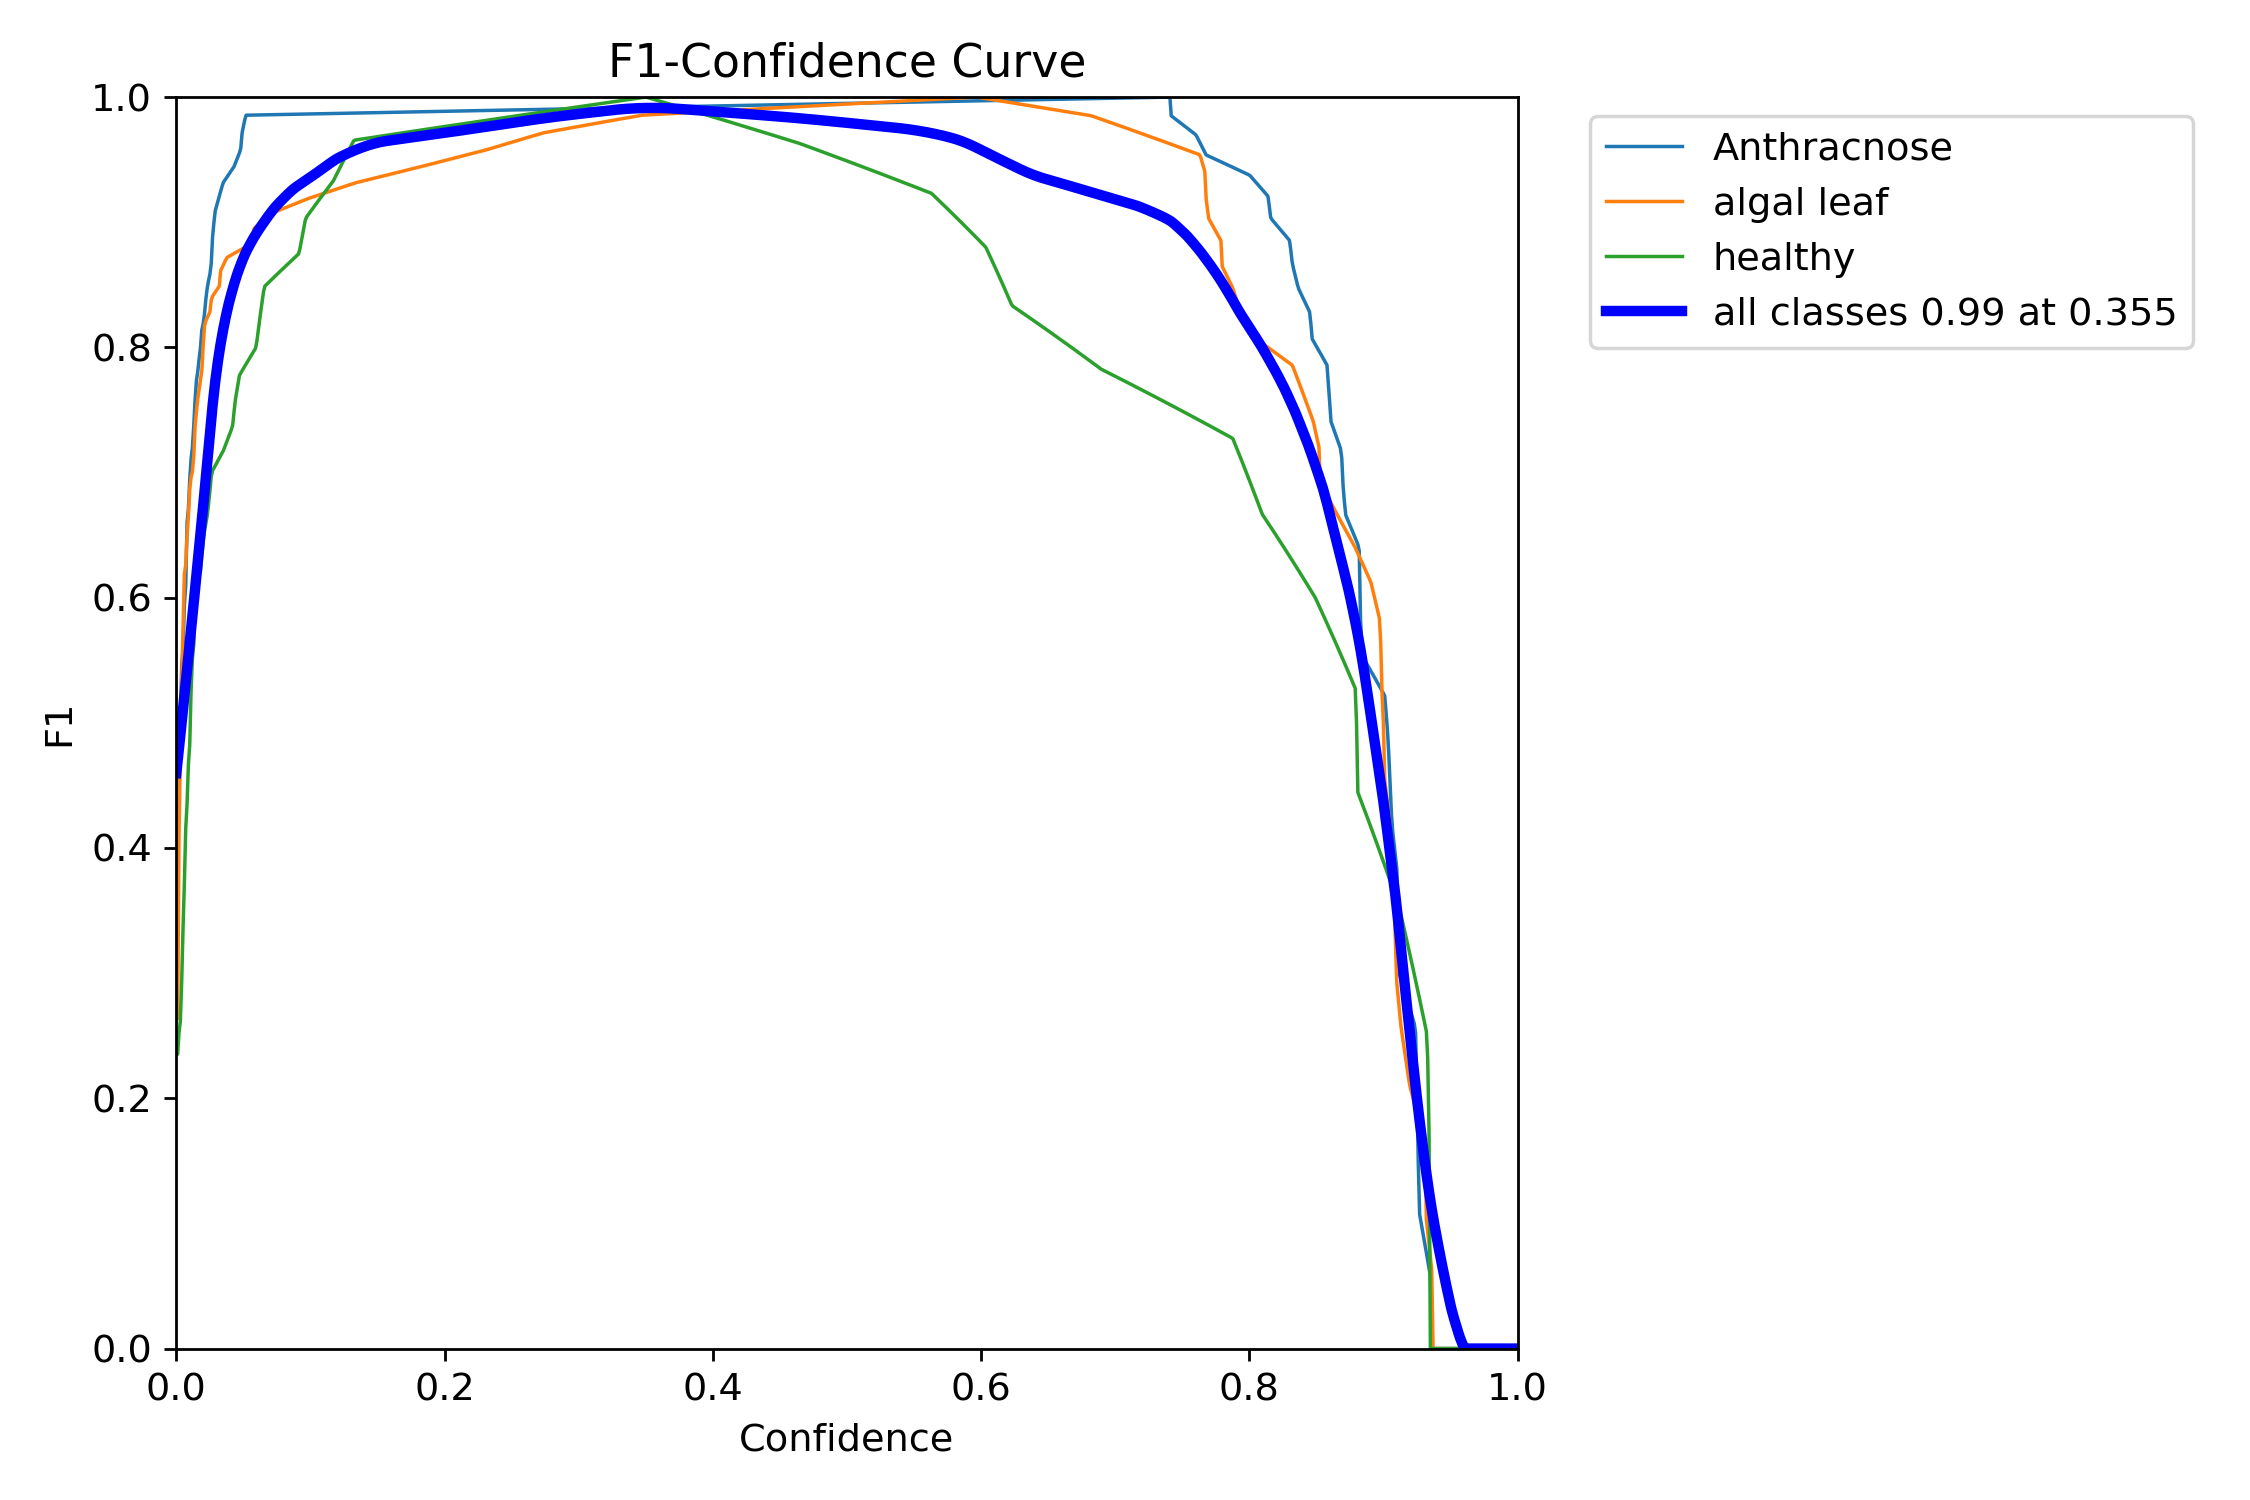 F1-Confidence Curve
1.0
0.8
0.6
0.4
0.2
0.0
F1
0.0 0.2 0.4 0.6 0.8 1.0
Confidence
Anthracnose
algal leaf
healthy
all classes 0.99 at 0.355